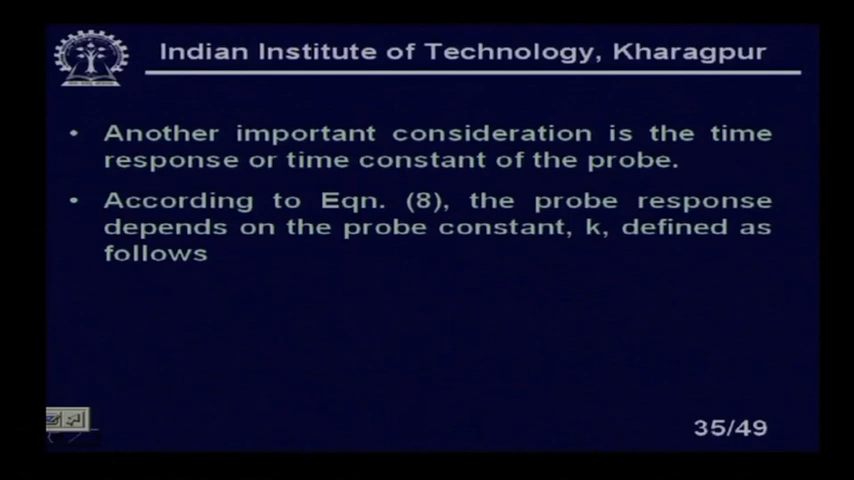 Indian Institute of Technology, Kharagpur
• Another important consideration is the time
response or time constant of the probe.
• According to Eqn. (8), the probe response
depends on the probe constant, k, defined as
follows
35/49